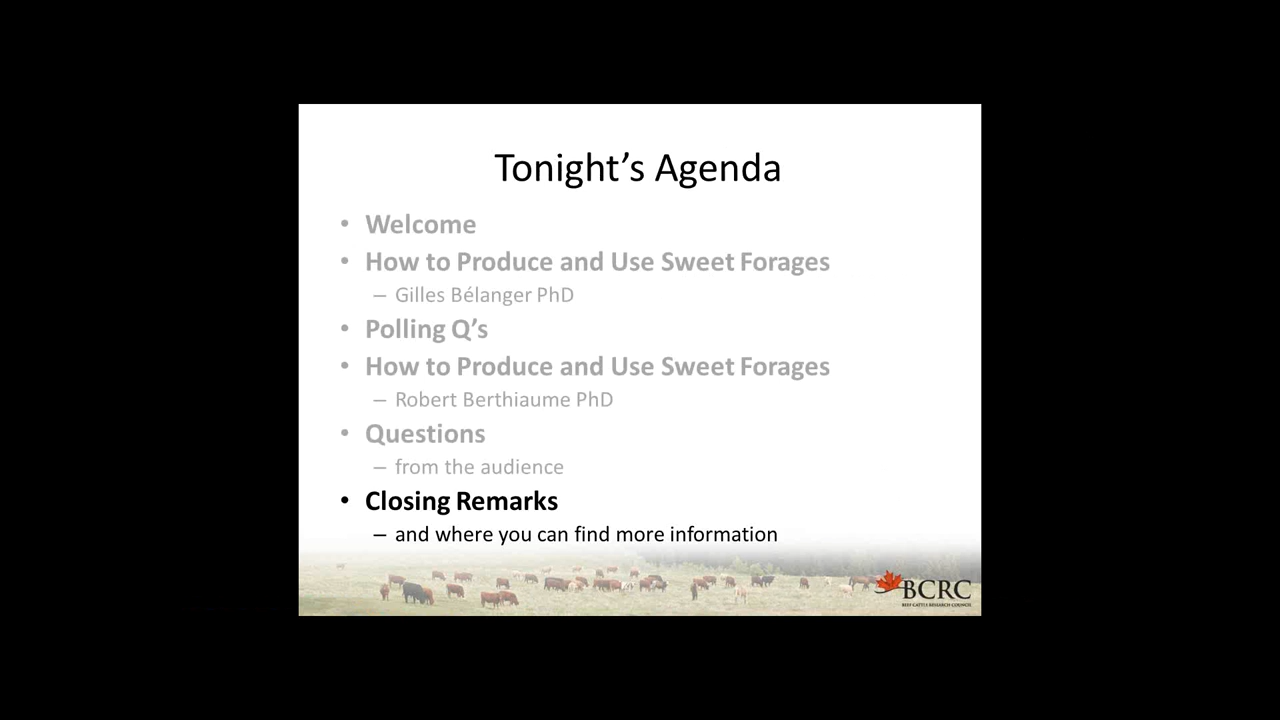 Tonight’s Agenda
• Welcome
• How to Produce and Use Sweet Forages
– Gilles Bélanger PhD
• Polling Q’s
• How to Produce and Use Sweet Forages
– Robert Berthiaume PhD
• Questions
– from the audience
• Closing Remarks
– and where you can find more information
BCRC
BEEF CATTLE RESEARCH COUNCIL